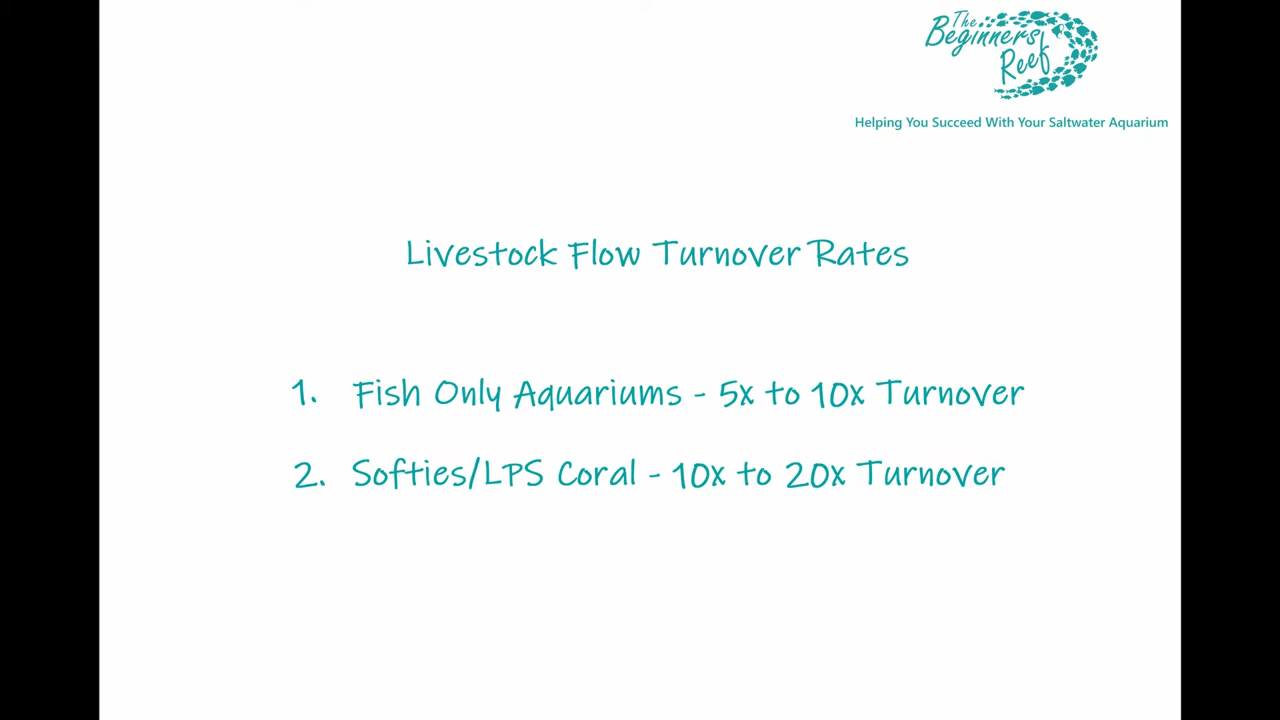 The
Beginners
Reef
Helping You Succeed With Your Saltwater Aquarium
Livestock Flow Turnover Rates
1. Fish Only Aquariums - 5x to 10x Turnover
2. Softies/LPS Coral - 10x to 20x Turnover